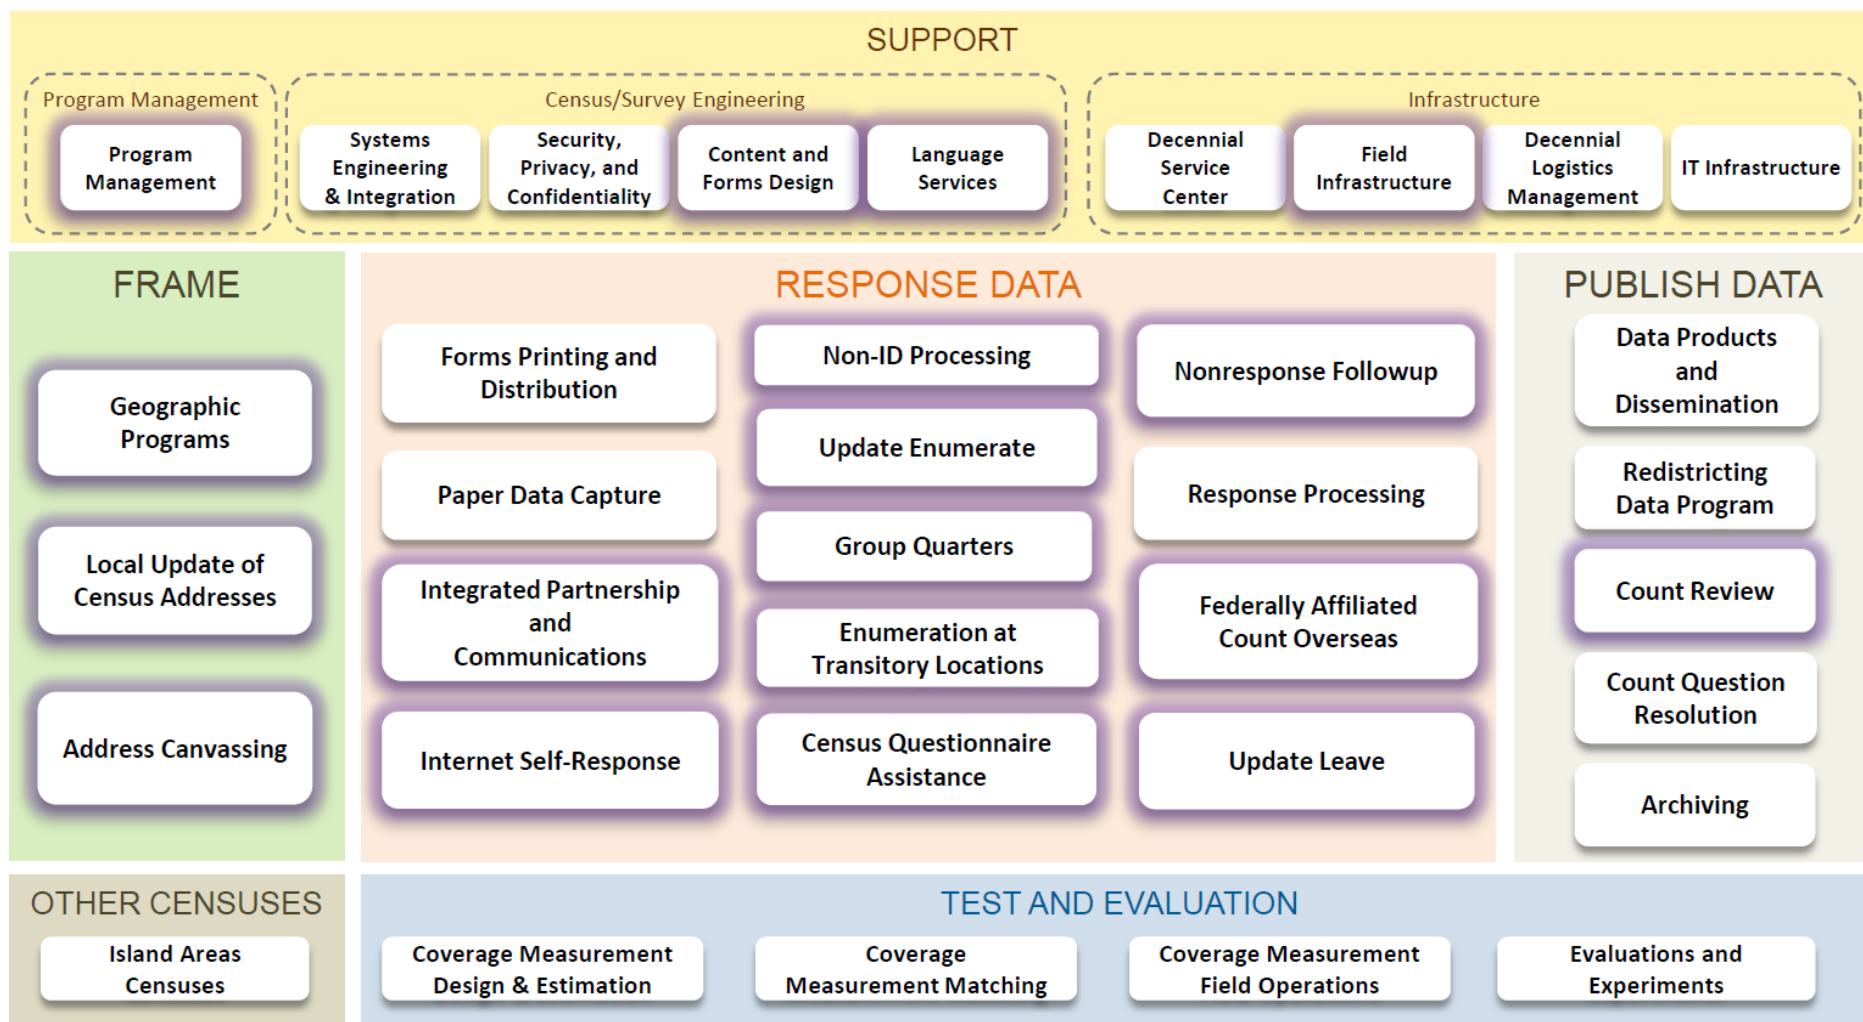 SUPPORT
Program Management
Program
Management
Census/Survey Engineering
Systems
Engineering
& Integration
Security,
Privacy, and
Confidentiality
Content and
Forms Design
Language
Services
Infrastructure
Decennial
Service
Center
Field
Infrastructure
Decennial
Logistics
Management
IT Infrastructure
FRAME
Geographic
Programs
Local Update of
Census Addresses
Address Canvassing
RESPONSE DATA
Forms Printing and
Distribution
Paper Data Capture
Integrated Partnership
and
Communications
Internet Self-Response
Non-ID Processing
Update Enumerate
Group Quarters
Enumeration at
Transitory Locations
Census Questionnaire
Assistance
Nonresponse Followup
Response Processing
Federally Affiliated
Count Overseas
Update Leave
PUBLISH DATA
Data Products
and
Dissemination
Redistricting
Data Program
Count Review
Count Question
Resolution
Archiving
OTHER CENSUSES
Island Areas
Censuses
TEST AND EVALUATION
Coverage Measurement
Design & Estimation
Coverage
Measurement Matching
Coverage Measurement
Field Operations
Evaluations and
Experiments